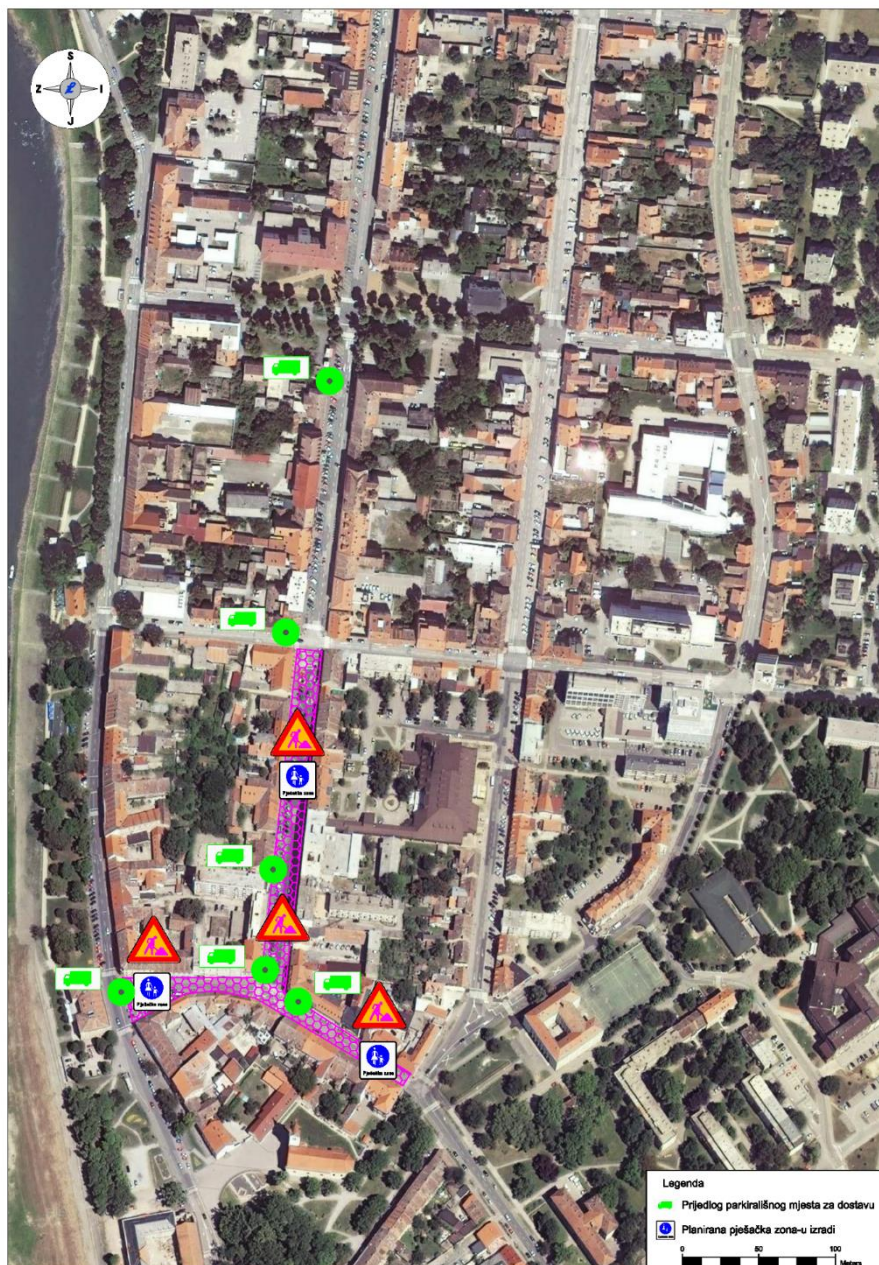 S
Z I
J
Pješačka zona
Pješačka zona
Pješačka zona
Legenda
Prijedlog parkirališnog mjesta za dostavu
Planirana pješačka zona-u izradi
0 50 100